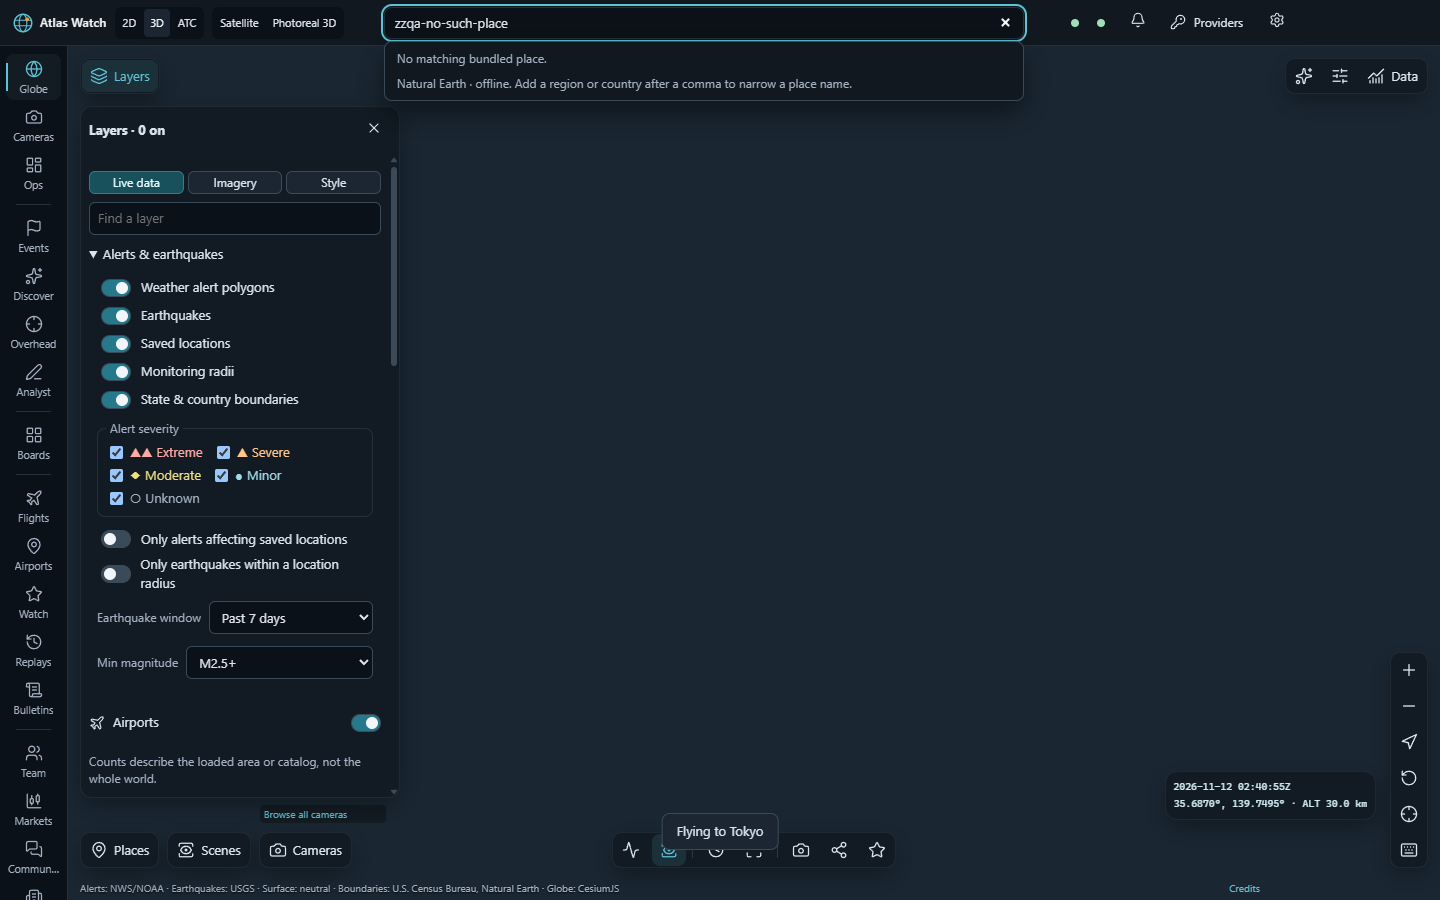 Atlas Watch
2D 3D ATC
Satellite Photoreal 3D
zzqa-no-such-place
Providers
No matching bundled place.
Natural Earth · offline. Add a region or country after a comma to narrow a place name.
Globe
Cameras
Ops
Events
Discover
Overhead
Analyst
Boards
Flights
Airports
Watch
Replays
Bulletins
Team
Markets
Commun...
Layers
Data
Layers · 0 on
Live data Imagery Style
Find a layer
Alerts & earthquakes
Weather alert polygons
Earthquakes
Saved locations
Monitoring radii
State & country boundaries
Alert severity
Extreme Severe
Moderate Minor
Unknown
Only alerts affecting saved locations
Only earthquakes within a location
radius
Earthquake window Past 7 days
Min magnitude M2.5+
Airports
Counts describe the loaded area or catalog, not the
whole world.
Browse all cameras
Places Scenes Cameras
Flying to Tokyo
2026-11-12 02:40:55Z
35.6870°, 139.7495° · ALT 30.0 km
Alerts: NWS/NOAA · Earthquakes: USGS · Surface: neutral · Boundaries: U.S. Census Bureau, Natural Earth · Globe: CesiumJS
Credits